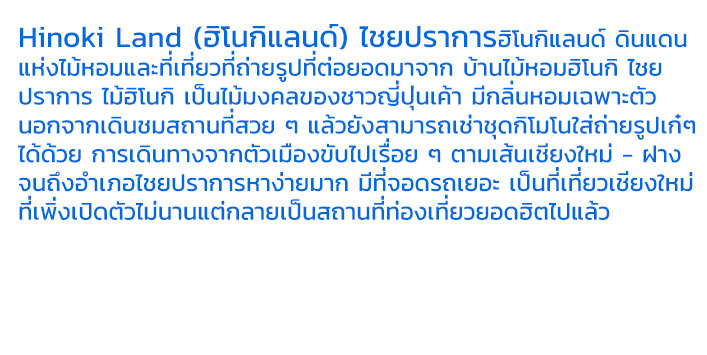 Hinoki Land (ฮิโนกิแลนด์) ไชยปราการฮิโนกิแลนด์ ดินแดน
แห่งไม้หอมและที่เที่ยวที่ถ่ายรูปที่ต่อยอดมาจาก บ้านไม้หอมฮิโนกิ ไชย
ปราการ ไม้ฮิโนกิ เป็นไม้มงคลของชาวญี่ปุนเค้า มีกลิ่นหอมเฉพาะตัว
นอกจากเดินชมสถานที่สวย ๆ แล้วยังสามารถเช่าชุดกิโมโนใส่ถ่ายรูปเก๋ๆ
ได้ด้วย การเดินทางจากตัวเมืองขับไปเรื่อย ๆ ตามเส้นเชียงใหม่ – ฝาง
จนถึงอำเภอไชยปราการหาง่ายมาก มีที่จอดรถเยอะ เป็นที่เที่ยวเชียงใหม่
ที่เพิ่งเปิดตัวไม่นานแต่กลายเป็นสถานที่ท่องเที่ยวยอดฮิตไปแล้ว